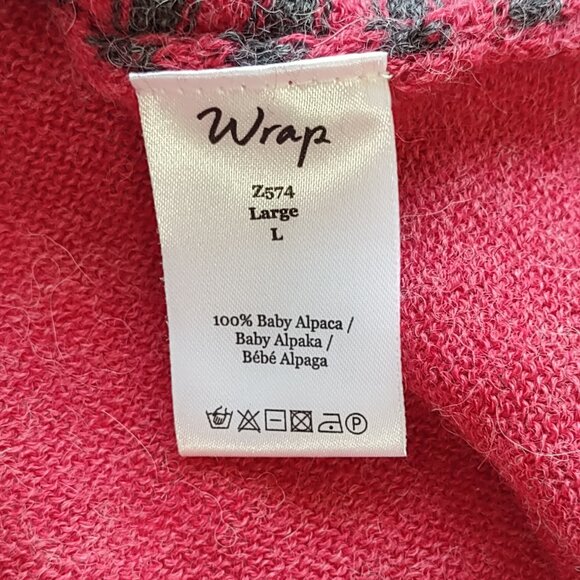 Wrap
Z574
Large
L
100% Baby Alpaca /
Baby Alpaka /
Bébé Alpaga
P